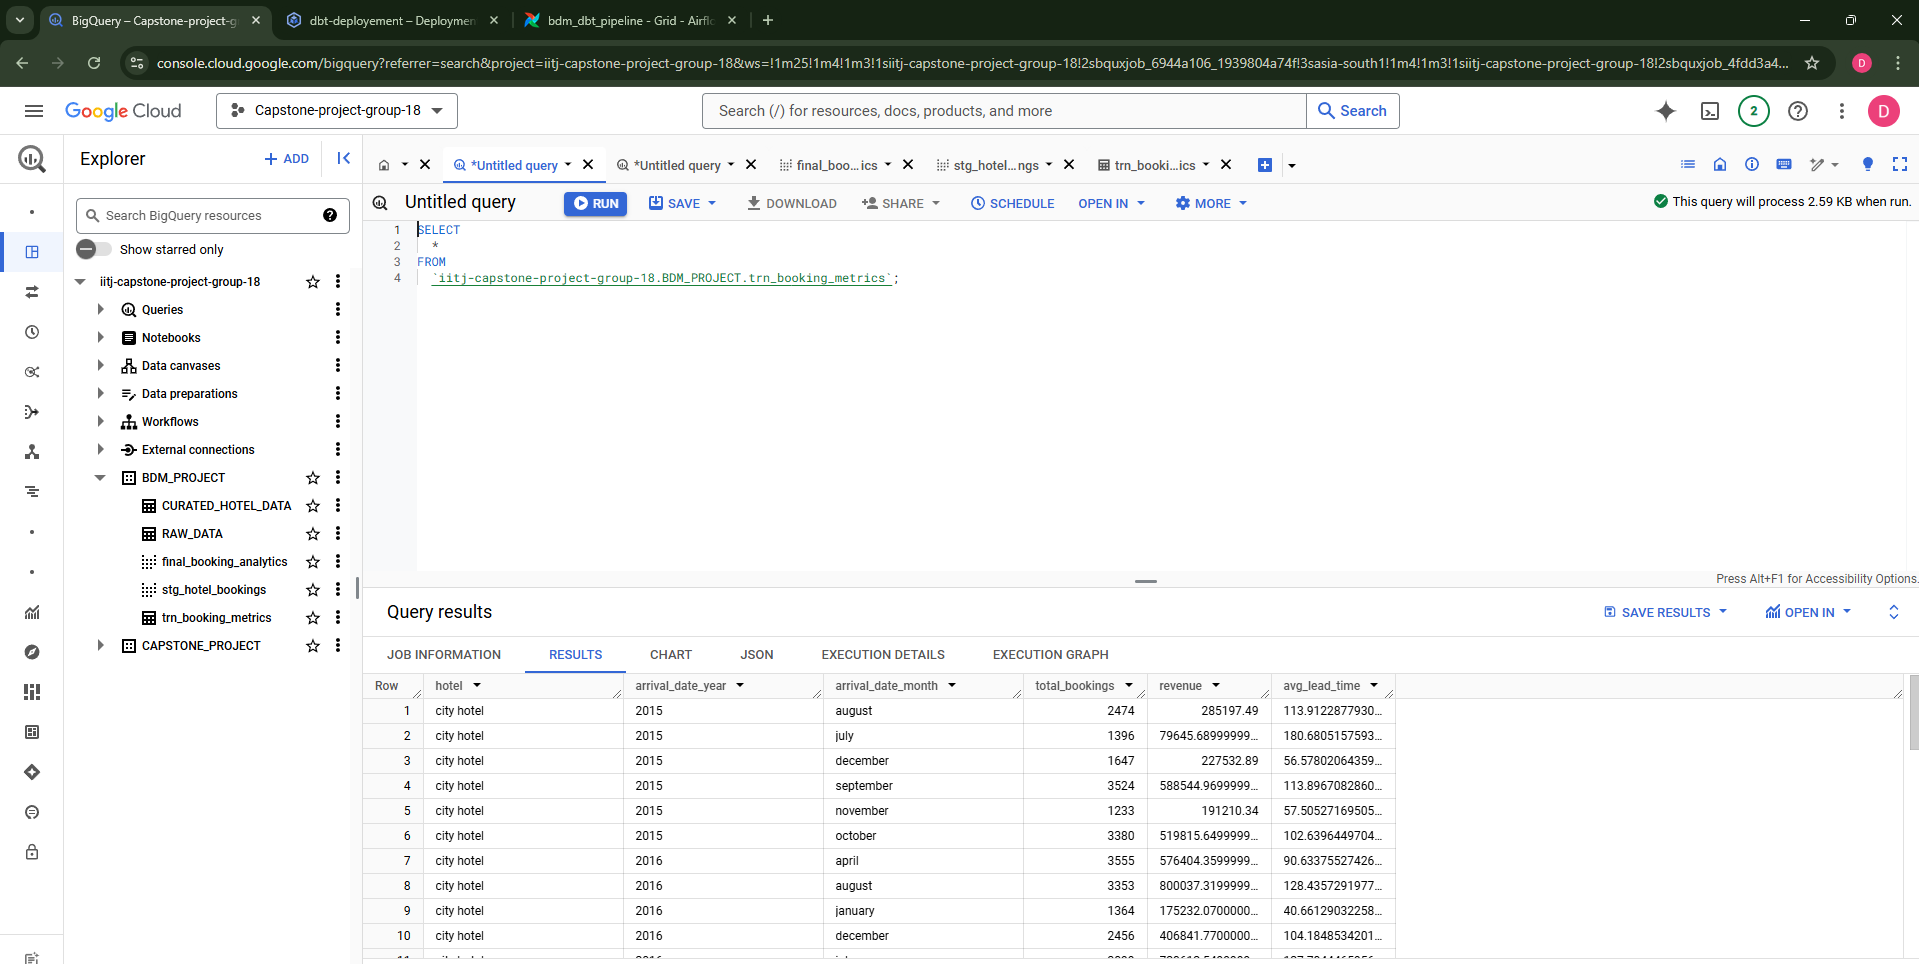 BigQuery – Capstone-project-g
dbt-deployement – Deploymen
bdm_dbt_pipeline - Grid - Airfl
console.cloud.google.com/bigquery?referrer=search&project=iitj-capstone-project-group-18&ws=!1m25!1m4!1m3!1siitj-capstone-project-group-18!2sbquxjob_6944a106_1939804a74f!3sasia-south1!1m4!1m3!1siitj-capstone-project-group-18!2sbquxjob_4fdd3a4...
D
Google Cloud
Capstone-project-group-18
Search (/) for resources, docs, products, and more
Search
2
D
Explorer
+ ADD
*Untitled query
*Untitled query
final_boo...ics
stg_hotel...ngs
trn_booki...ics
Untitled query
RUN
SAVE
DOWNLOAD
SHARE
SCHEDULE
OPEN IN
MORE
This query will process 2.59 KB when run.
Search BigQuery resources
Show starred only
iitj-capstone-project-group-18
Queries
Notebooks
Data canvases
Data preparations
Workflows
External connections
BDM_PROJECT
CURATED_HOTEL_DATA
RAW_DATA
final_booking_analytics
stg_hotel_bookings
trn_booking_metrics
CAPSTONE_PROJECT
1 SELECT
2 *
3 FROM
4 `iitj-capstone-project-group-18.BDM_PROJECT.trn_booking_metrics`;
Press Alt+F1 for Accessibility Options.
Query results
SAVE RESULTS
OPEN IN
JOB INFORMATION
RESULTS
CHART
JSON
EXECUTION DETAILS
EXECUTION GRAPH
Row hotel arrival_date_year arrival_date_month total_bookings revenue avg_lead_time
1 city hotel 2015 august 2474 285197.49 113.9122877930...
2 city hotel 2015 july 1396 79645.68999999... 180.6805157593...
3 city hotel 2015 december 1647 227532.89 56.57802064359...
4 city hotel 2015 september 3524 588544.9699999... 113.8967082860...
5 city hotel 2015 november 1233 191210.34 57.50527169505...
6 city hotel 2015 october 3380 519815.6499999... 102.6396449704...
7 city hotel 2016 april 3555 576404.3599999... 90.63375527426...
8 city hotel 2016 august 3353 800037.3199999... 128.4357291977...
9 city hotel 2016 january 1364 175232.0700000... 40.66129032258...
10 city hotel 2016 december 2456 406841.7700000... 104.1848534201...